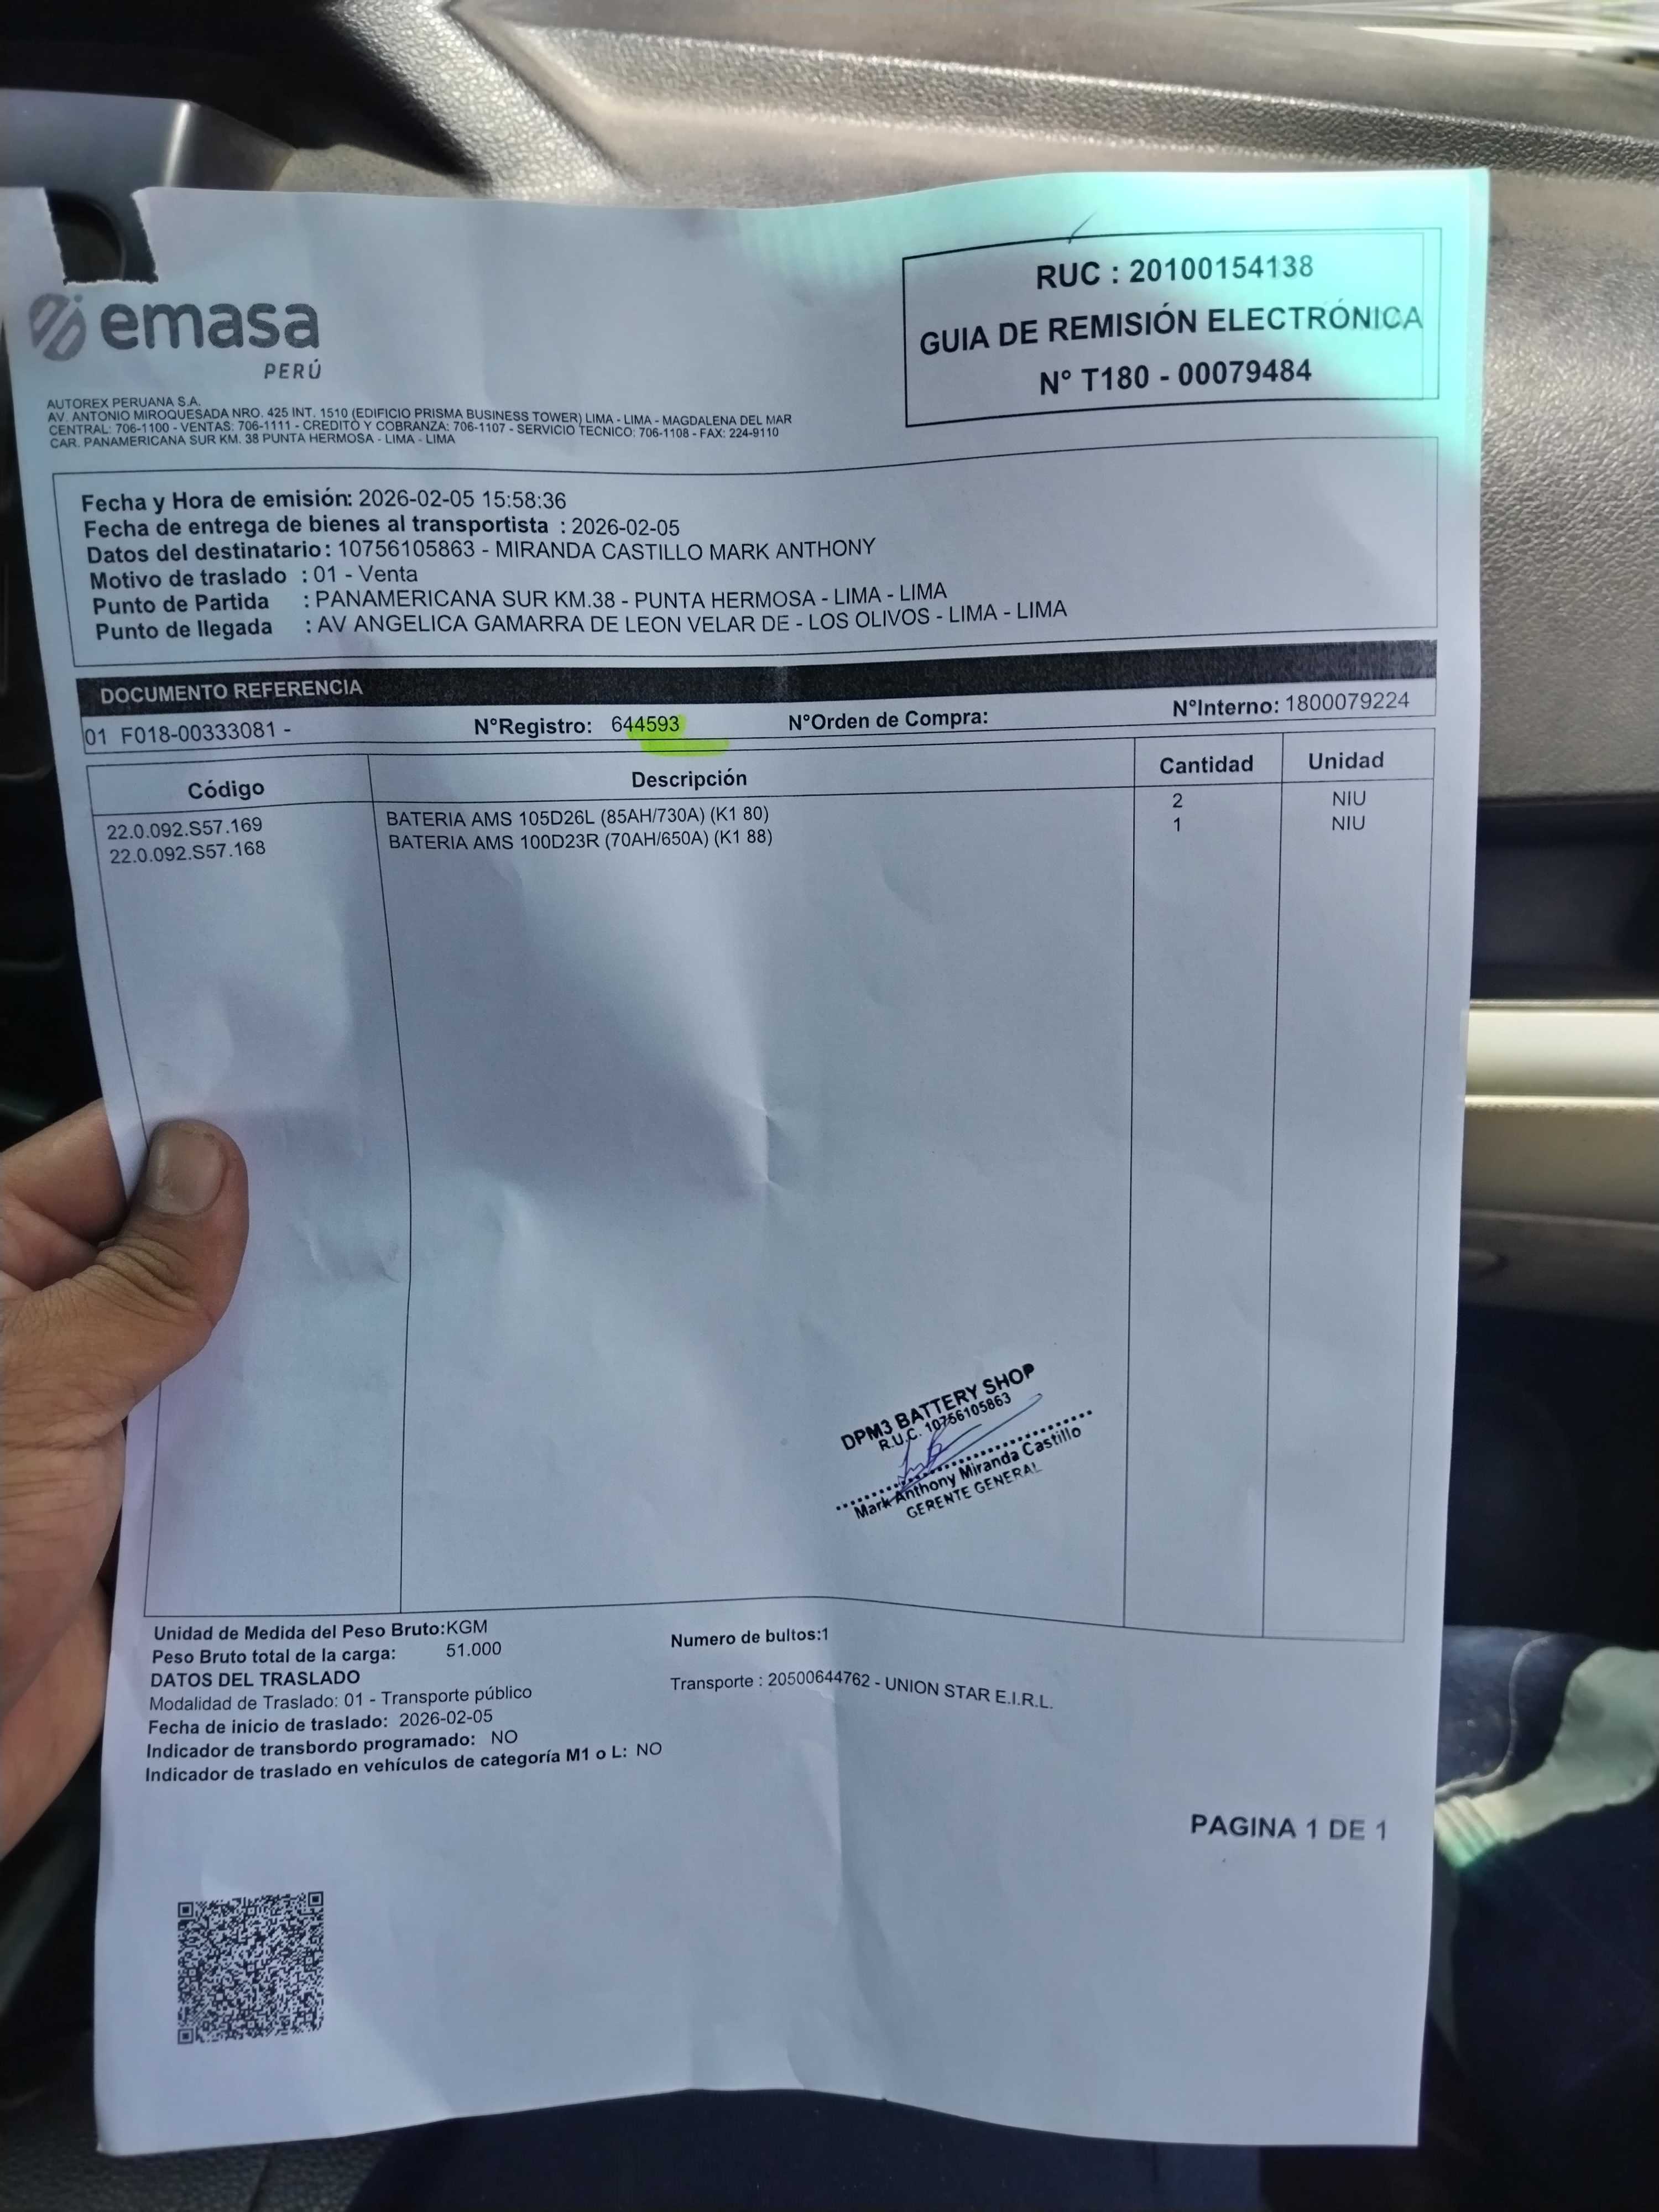 emasa
PERÚ
RUC : 20100154138
GUIA DE REMISIÓN ELECTRÓNICA
N° T180 - 00079484
AUTOREX PERUANA S.A.
AV. ANTONIO MIROQUESADA NRO. 425 INT. 1510 (EDIFICIO PRISMA BUSINESS TOWER) LIMA - LIMA - MAGDALENA DEL MAR
CENTRAL: 706-1100 - VENTAS: 706-1111 - CREDITO Y COBRANZA: 706-1107 - SERVICIO TECNICO: 706-1108 - FAX: 224-9110
CAR. PANAMERICANA SUR KM. 38 PUNTA HERMOSA - LIMA - LIMA
Fecha y Hora de emisión: 2026-02-05 15:58:36
Fecha de entrega de bienes al transportista : 2026-02-05
Datos del destinatario: 10756105863 - MIRANDA CASTILLO MARK ANTHONY
Motivo de traslado : 01 - Venta
Punto de Partida : PANAMERICANA SUR KM.38 - PUNTA HERMOSA - LIMA - LIMA
Punto de llegada : AV ANGELICA GAMARRA DE LEON VELAR DE - LOS OLIVOS - LIMA - LIMA
DOCUMENTO REFERENCIA
01 F018-00333081 - N°Registro: 644593 N°Orden de Compra: N°Interno: 1800079224
Código Descripción Cantidad Unidad
22.0.092.S57.169 BATERIA AMS 105D26L (85AH/730A) (K1 80) 2 NIU
22.0.092.S57.168 BATERIA AMS 100D23R (70AH/650A) (K1 88) 1 NIU
DPM3 BATTERY SHOP
R.U.C. 10756105863
Mark Anthony Miranda Castillo
GERENTE GENERAL
Unidad de Medida del Peso Bruto:KGM
Peso Bruto total de la carga: 51.000
Numero de bultos:1
DATOS DEL TRASLADO
Modalidad de Traslado: 01 - Transporte público
Transporte : 20500644762 - UNION STAR E.I.R.L.
Fecha de inicio de traslado: 2026-02-05
Indicador de transbordo programado: NO
Indicador de traslado en vehículos de categoría M1 o L: NO
PAGINA 1 DE 1